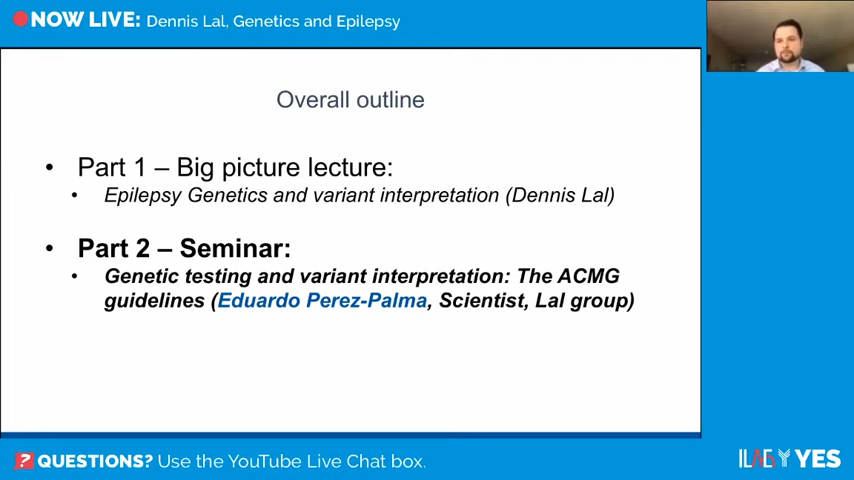 NOW LIVE: Dennis Lal, Genetics and Epilepsy
Overall outline
• Part 1 – Big picture lecture:
• Epilepsy Genetics and variant interpretation (Dennis Lal)
• Part 2 – Seminar:
• Genetic testing and variant interpretation: The ACMG
guidelines (Eduardo Perez-Palma, Scientist, Lal group)
? QUESTIONS? Use the YouTube Live Chat box.
ILAE YES